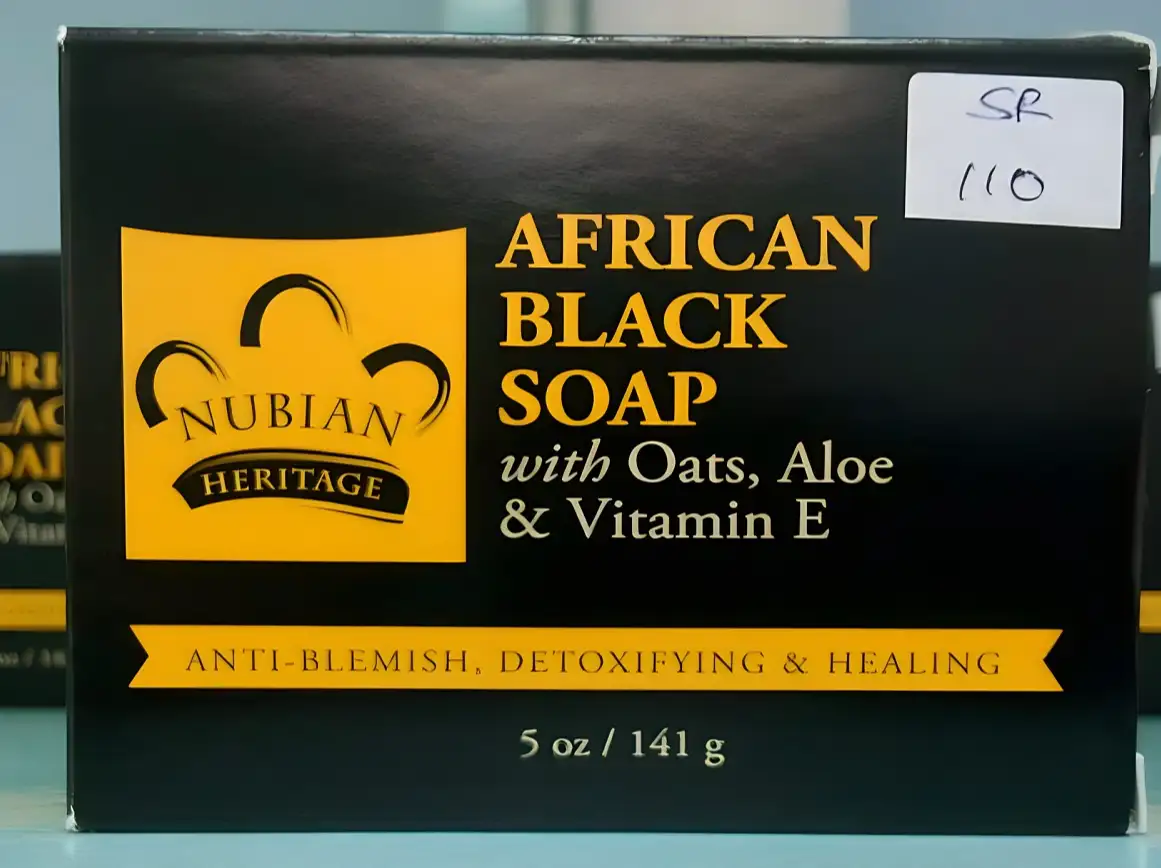 SR
110
AFRICAN
BLACK
SOAP
with Oats, Aloe
& Vitamin E
NUBIAN
HERITAGE
ANTI-BLEMISH, DETOXIFYING & HEALING
5 oz / 141 g